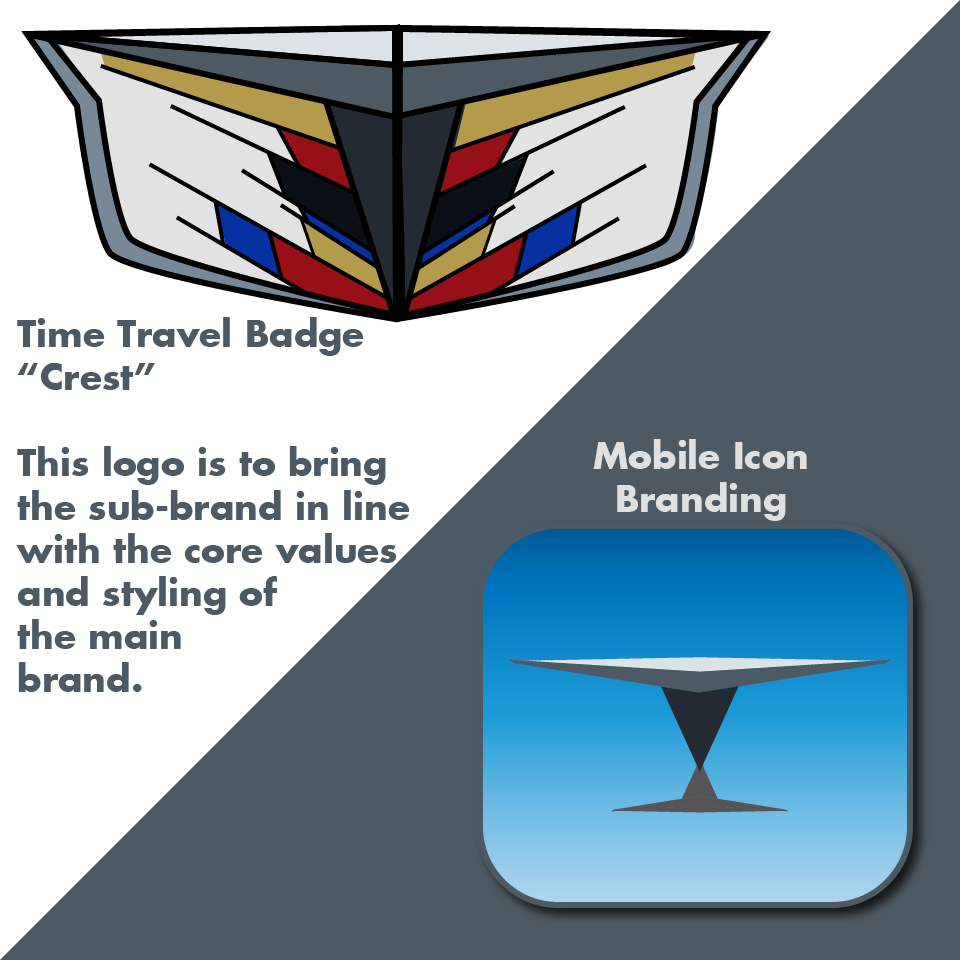 Time Travel Badge
“Crest”
This logo is to bring
the sub-brand in line
with the core values
and styling of
the main
brand.
Mobile Icon
Branding